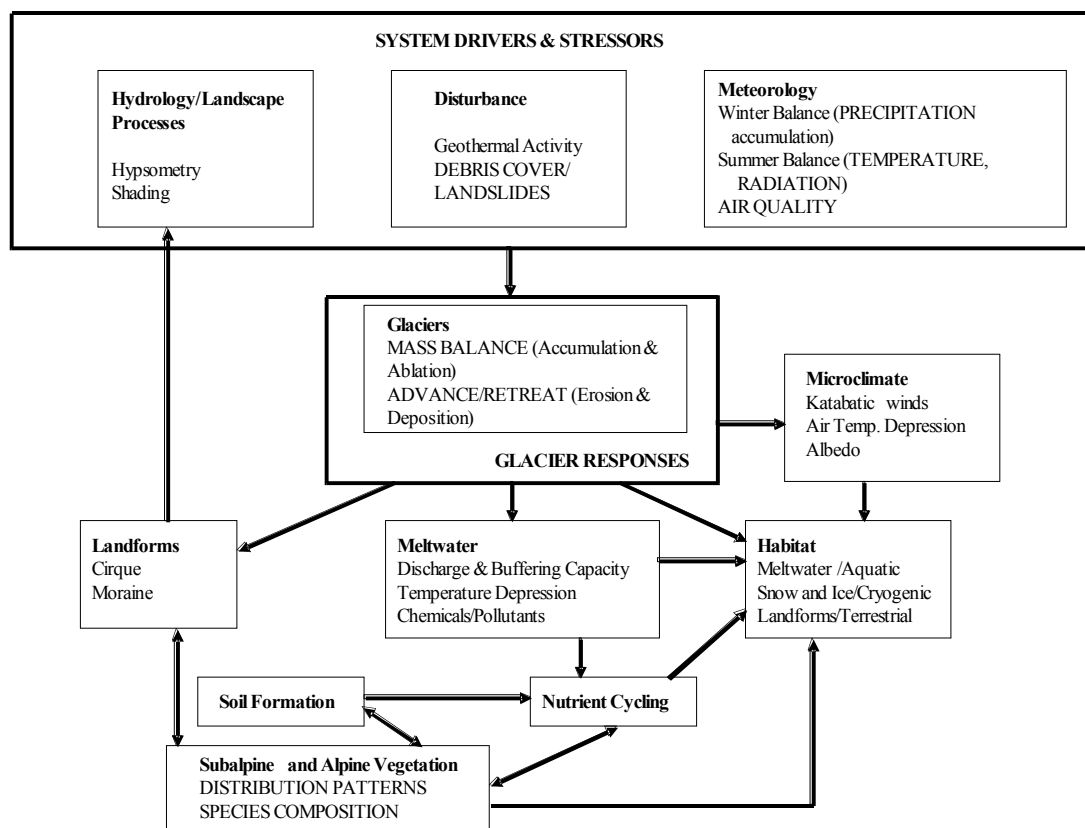 SYSTEM DRIVERS & STRESSORS
Hydrology/Landscape
Processes
Hypsometry
Shading
Disturbance
Geothermal Activity
DEBRIS COVER/
LANDSLIDES
Meteorology
Winter Balance (PRECIPITATION
accumulation)
Summer Balance (TEMPERATURE,
RADIATION)
AIR QUALITY
Glaciers
MASS BALANCE (Accumulation &
Ablation)
ADVANCE/RETREAT (Erosion &
Deposition)
GLACIER RESPONSES
Microclimate
Katabatic winds
Air Temp. Depression
Albedo
Landforms
Cirque
Moraine
Meltwater
Discharge & Buffering Capacity
Temperature Depression
Chemicals/Pollutants
Habitat
Meltwater /Aquatic
Snow and Ice/Cryogenic
Landforms/Terrestrial
Soil Formation
Nutrient Cycling
Subalpine and Alpine Vegetation
DISTRIBUTION PATTERNS
SPECIES COMPOSITION